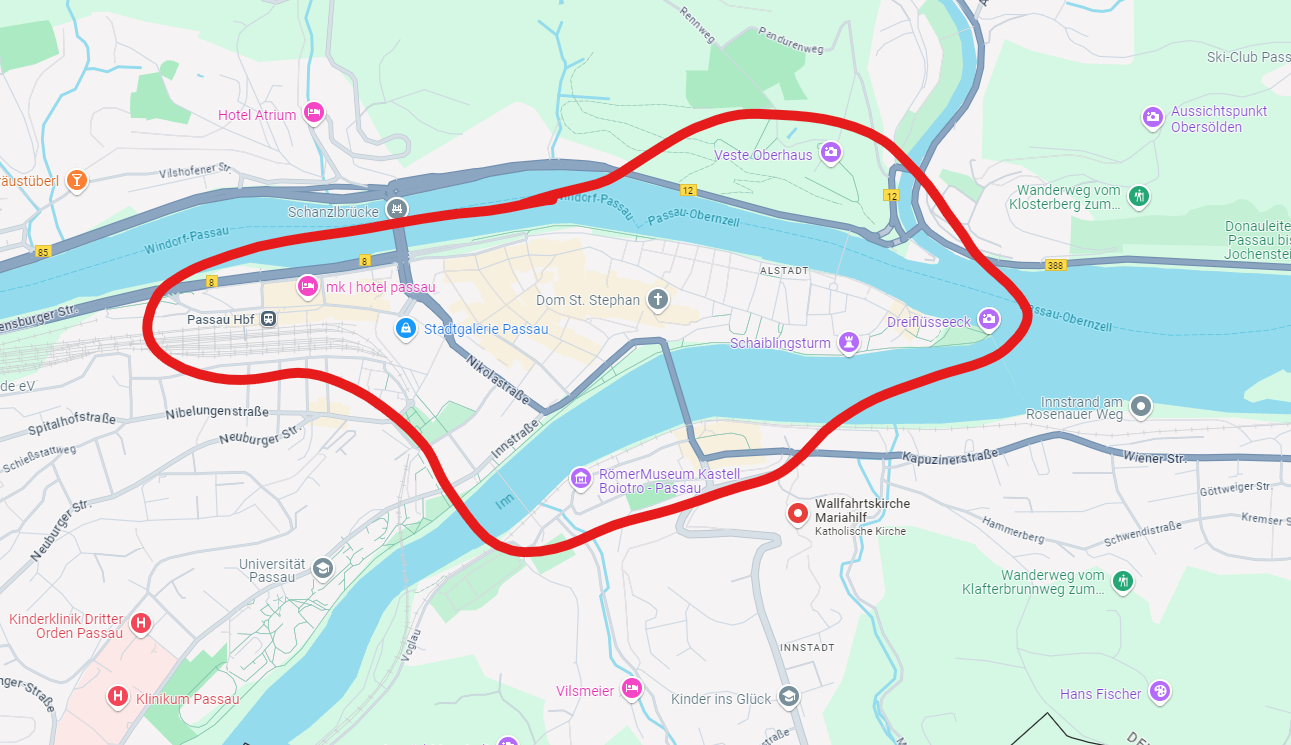 Rennweg
Pandurenweg
Ski-Club Pass
Hotel Atrium
Aussichtspunkt
Obersölden
Veste Oberhaus
Vilshofener Str.
äustüberl
12
12
Wanderweg vom
Klosterberg zum...
Schanzlbrücke
Windorf-Passau
Windorf-Passau
Passau-Obernzell
Donauleite
Passau bis
Jochenstei
85
8
8
388
ALTSTADT
mk | hotel passau
Dom St. Stephan
ensburger Str.
Passau Hbf
Stadtgalerie Passau
Dreiflüsseeck
Passau-Obernzell
Schaiblingsturm
Nikolastraße
de eV
Innstrand am
Rosenauer Weg
Nibelungenstraße
Spitalhofstraße
Neuburger Str.
Innstraße
Schießstattweg
Kapuzinerstraße
Wiener Str.
RömerMuseum Kastell
Boiotro - Passau
Inn
Göttweiger Str.
Neuburger Str.
Wallfahrtskirche
Mariahilf
Katholische Kirche
Hammerberg
Schwendistraße
Kremser S
Universität
Passau
Wanderweg vom
Klafterbrunnweg zum...
Kinderklinik Dritter
Orden Passau
Voglau
INNSTADT
nger-Straße
Klinikum Passau
Vilsmeier
Kinder ins Glück
Hans Fischer
straße
DE